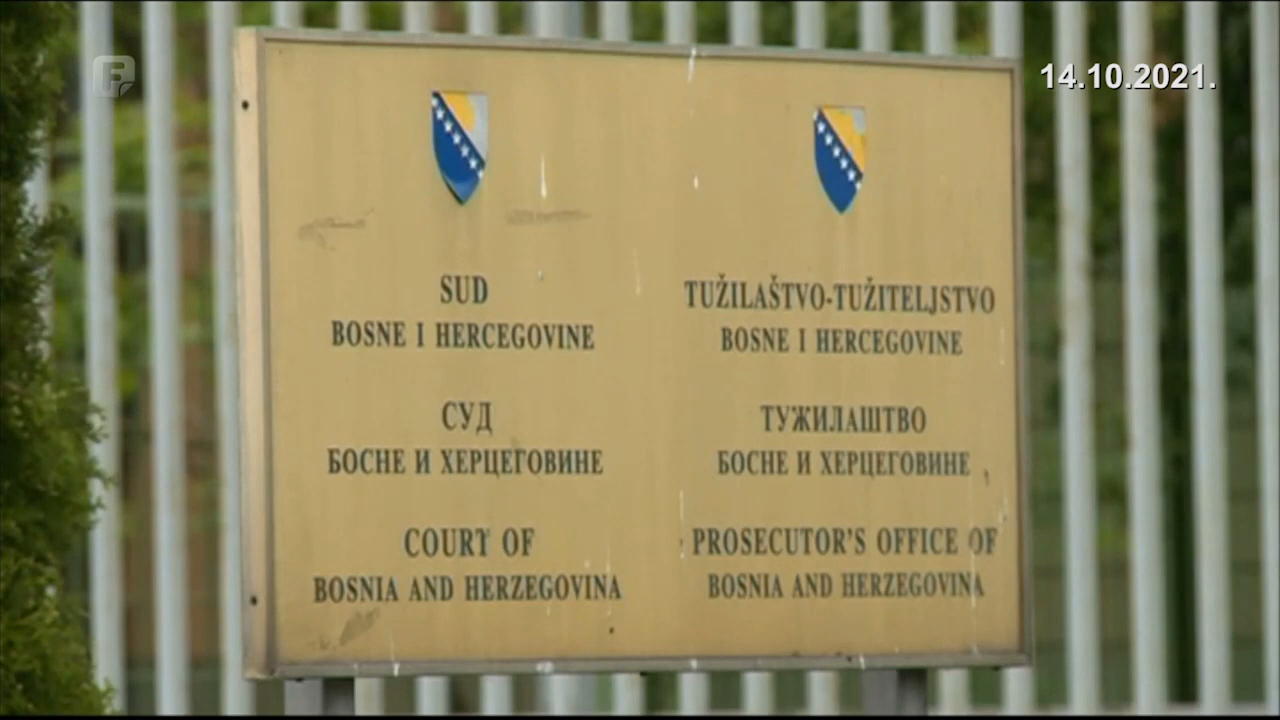 F
14.10.2021.
SUD
BOSNE I HERCEGOVINE
СУД
БОСНЕ И ХЕРЦЕГОВИНЕ
COURT OF
BOSNIA AND HERZEGOVINA
TUŽILAŠTVO-TUŽITELJSTVO
BOSNE I HERCEGOVINE
ТУЖИЛАШТВО
БОСНЕ И ХЕРЦЕГОВИНЕ
PROSECUTOR'S OFFICE OF
BOSNIA AND HERZEGOVINA